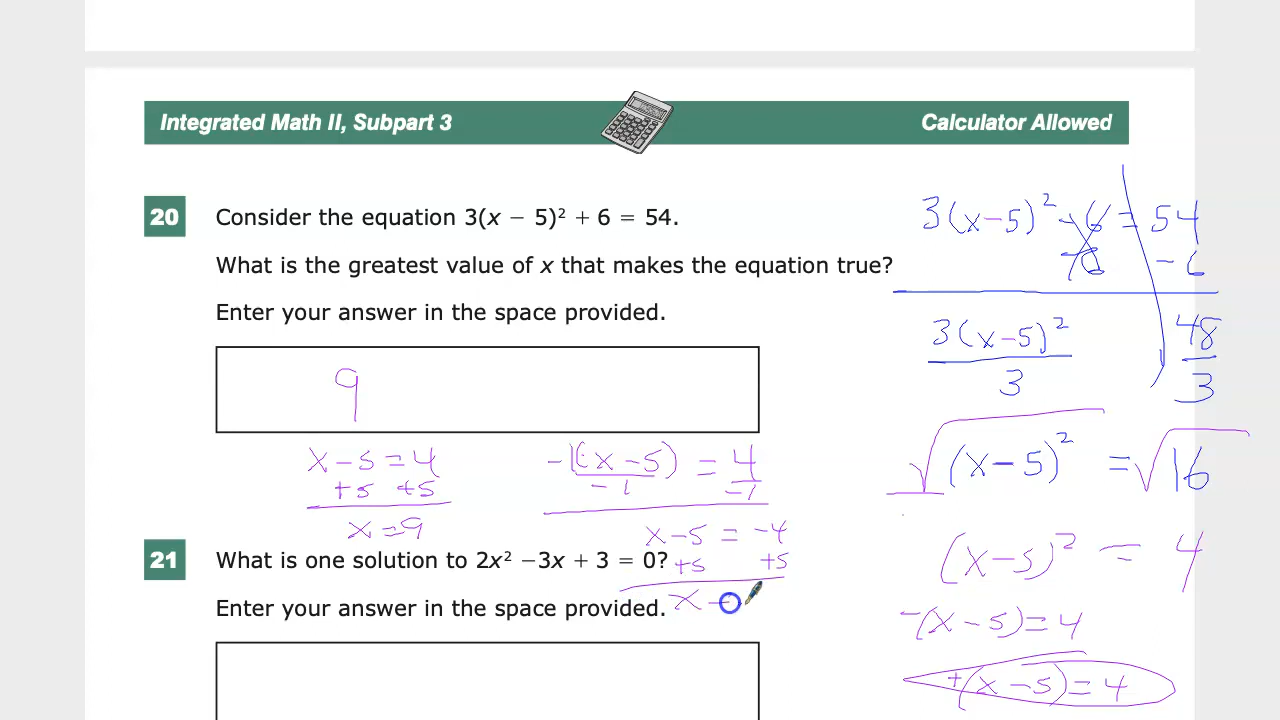 Integrated Math II, Subpart 3
Calculator Allowed
20 Consider the equation 3(x − 5)² + 6 = 54.
What is the greatest value of x that makes the equation true?
Enter your answer in the space provided.
9
x − 5 = 4
+5 +5
x = 9
−1(x − 5) = 4
−1 −1
x − 5 = −4
+5 +5
x
21 What is one solution to 2x² −3x + 3 = 0?
Enter your answer in the space provided.
3(x−5)² + 6 = 54
−6 −6
3(x−5)² 48
3 3
√(x−5)² = √16
(x−5)² = 4
−(x−5) = 4
+(x−5) = 4